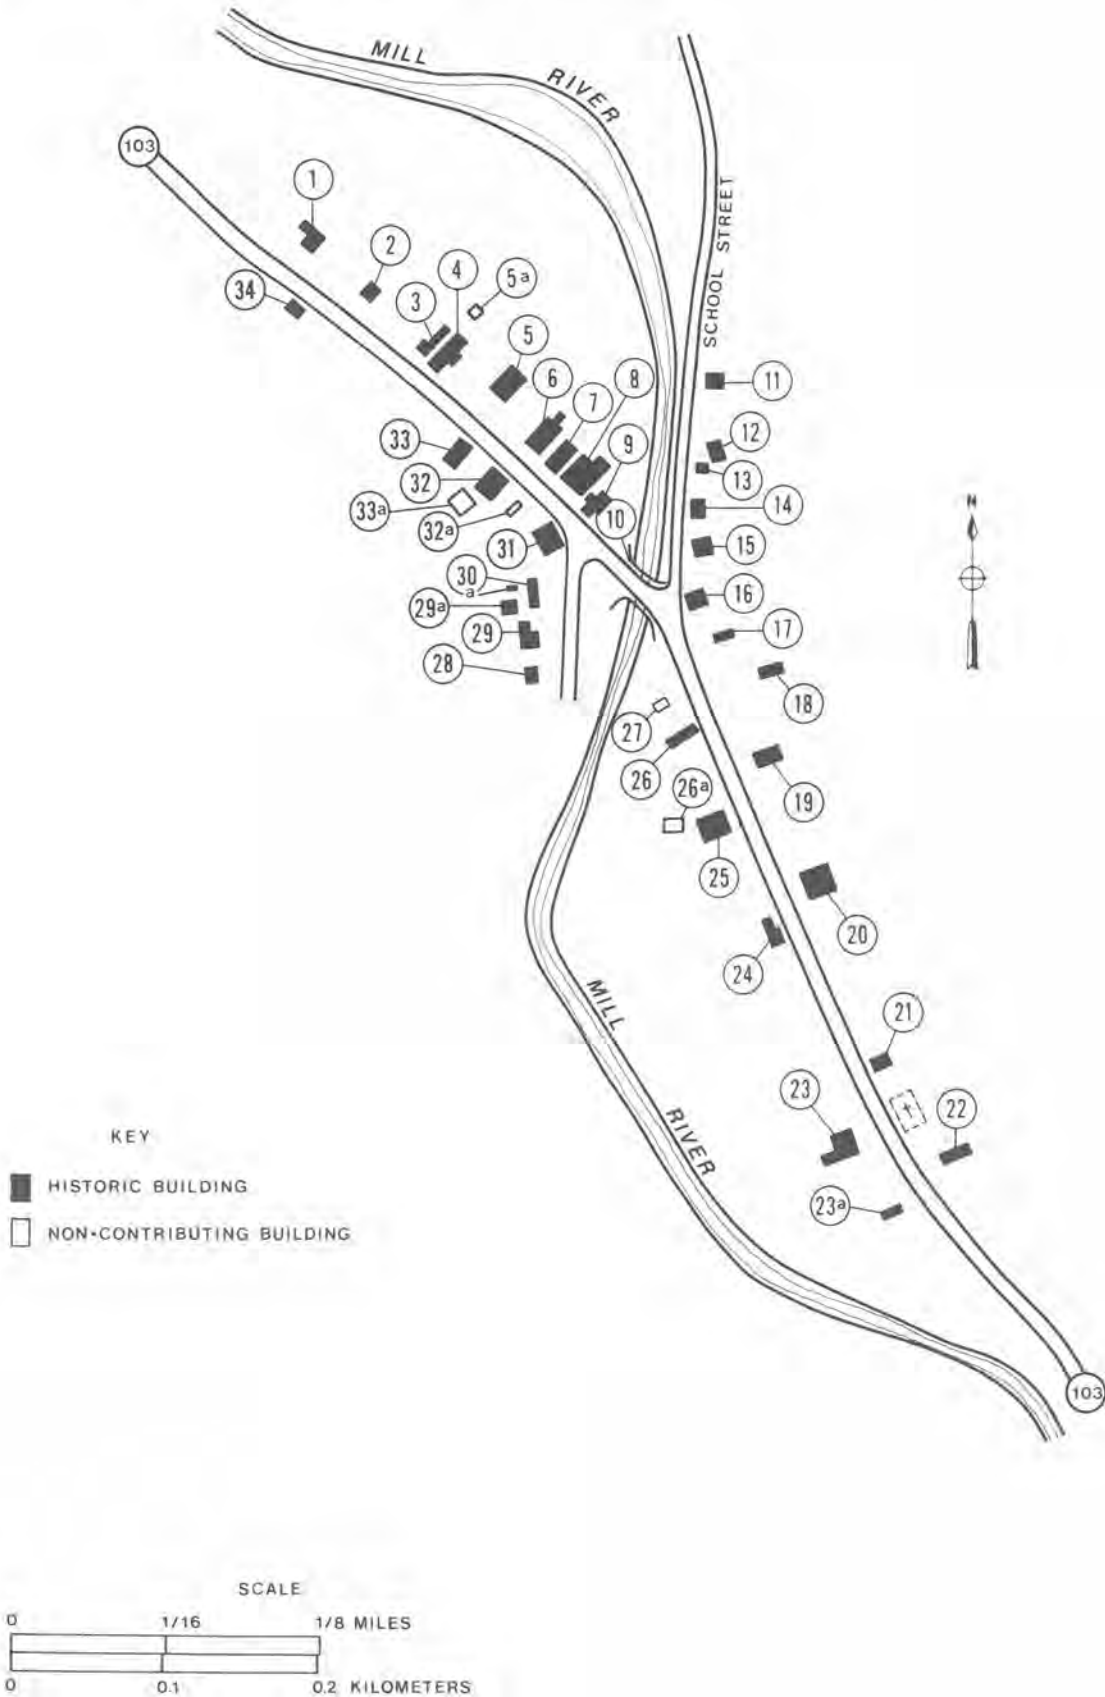 MILL
RIVER
103
SCHOOL STREET
1
2
34
3
4
5a
5
6
7
8
9
10
11
12
13
14
15
16
17
18
19
20
21
22
23
23a
24
25
26a
26
27
28
29
29a
a
30
31
32a
32
33a
33
N
MILL
RIVER
103
KEY
HISTORIC BUILDING
NON-CONTRIBUTING BUILDING
SCALE
0 1/16 1/8 MILES
0 0.1 0.2 KILOMETERS